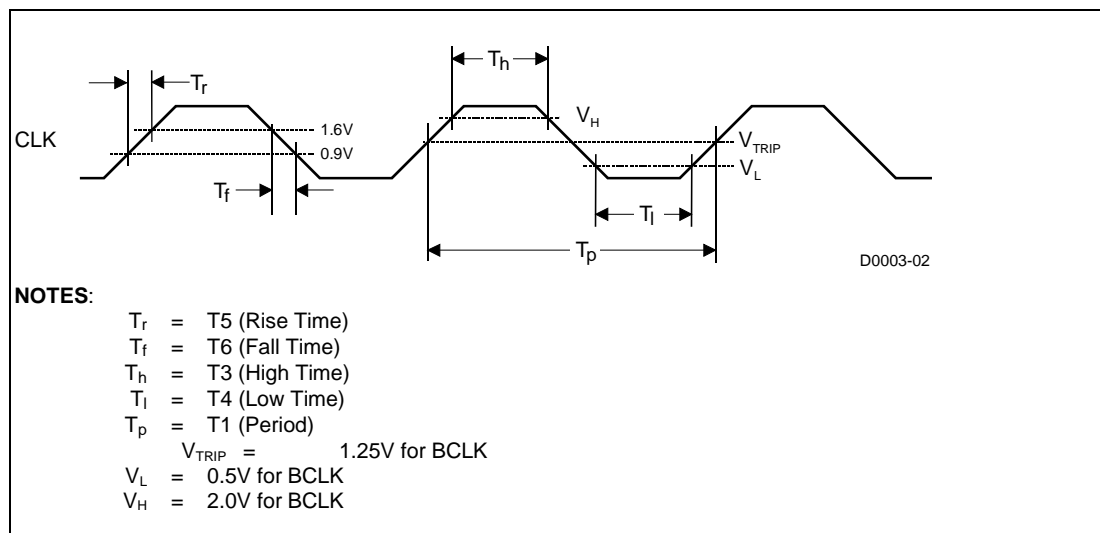 Th
Tr
VH
CLK
1.6V
VTRIP
0.9V
VL
Tf
Tl
Tp
D0003-02
NOTES:
Tr = T5 (Rise Time)
Tf = T6 (Fall Time)
Th = T3 (High Time)
Tl = T4 (Low Time)
Tp = T1 (Period)
VTRIP = 1.25V for BCLK
VL = 0.5V for BCLK
VH = 2.0V for BCLK